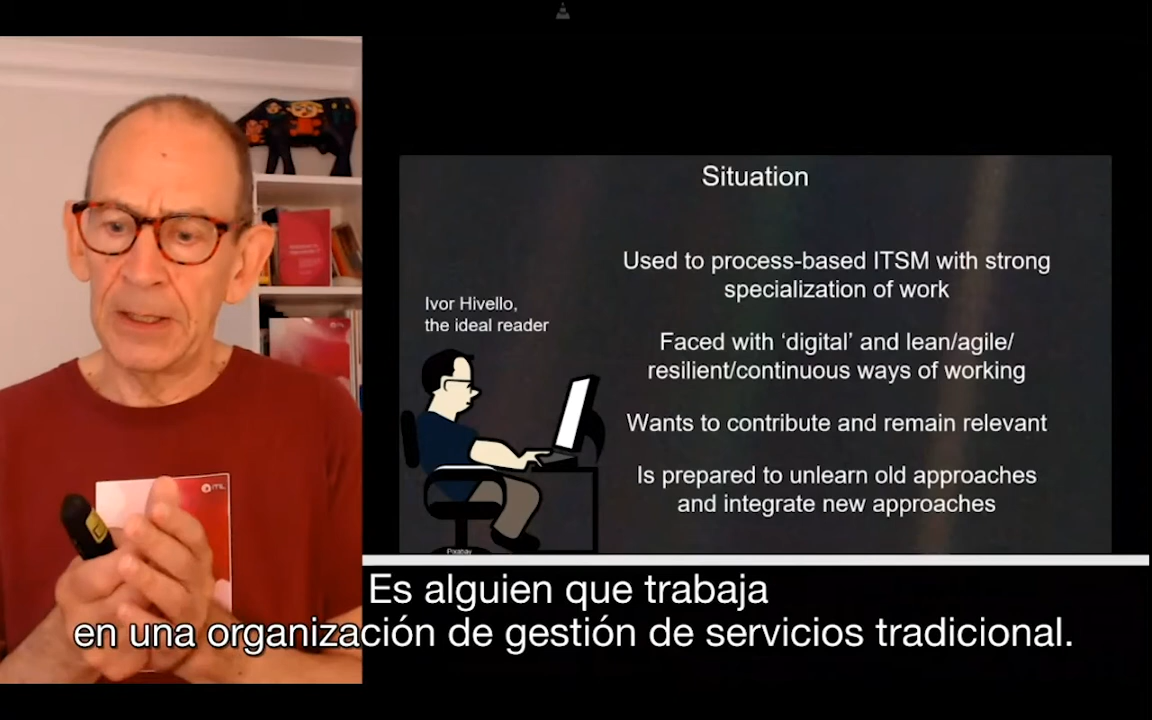 Situation
Used to process-based ITSM with strong
specialization of work
Ivor Hivello,
the ideal reader
Faced with ‘digital’ and lean/agile/
resilient/continuous ways of working
Wants to contribute and remain relevant
Is prepared to unlearn old approaches
and integrate new approaches
Pixabay
Es alguien que trabaja
en una organización de gestión de servicios tradicional.